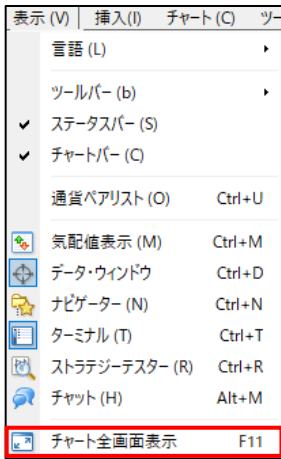 表示 (V) 挿入(I) チャート (C) ツー
言語 (L)
ツールバー (b)
ステータスバー (S)
チャートバー (C)
通貨ペアリスト (O) Ctrl+U
気配値表示 (M) Ctrl+M
データ・ウィンドウ Ctrl+D
ナビゲーター (N) Ctrl+N
ターミナル (T) Ctrl+T
ストラテジーテスター (R) Ctrl+R
チャット (H) Alt+M
チャート全画面表示 F11